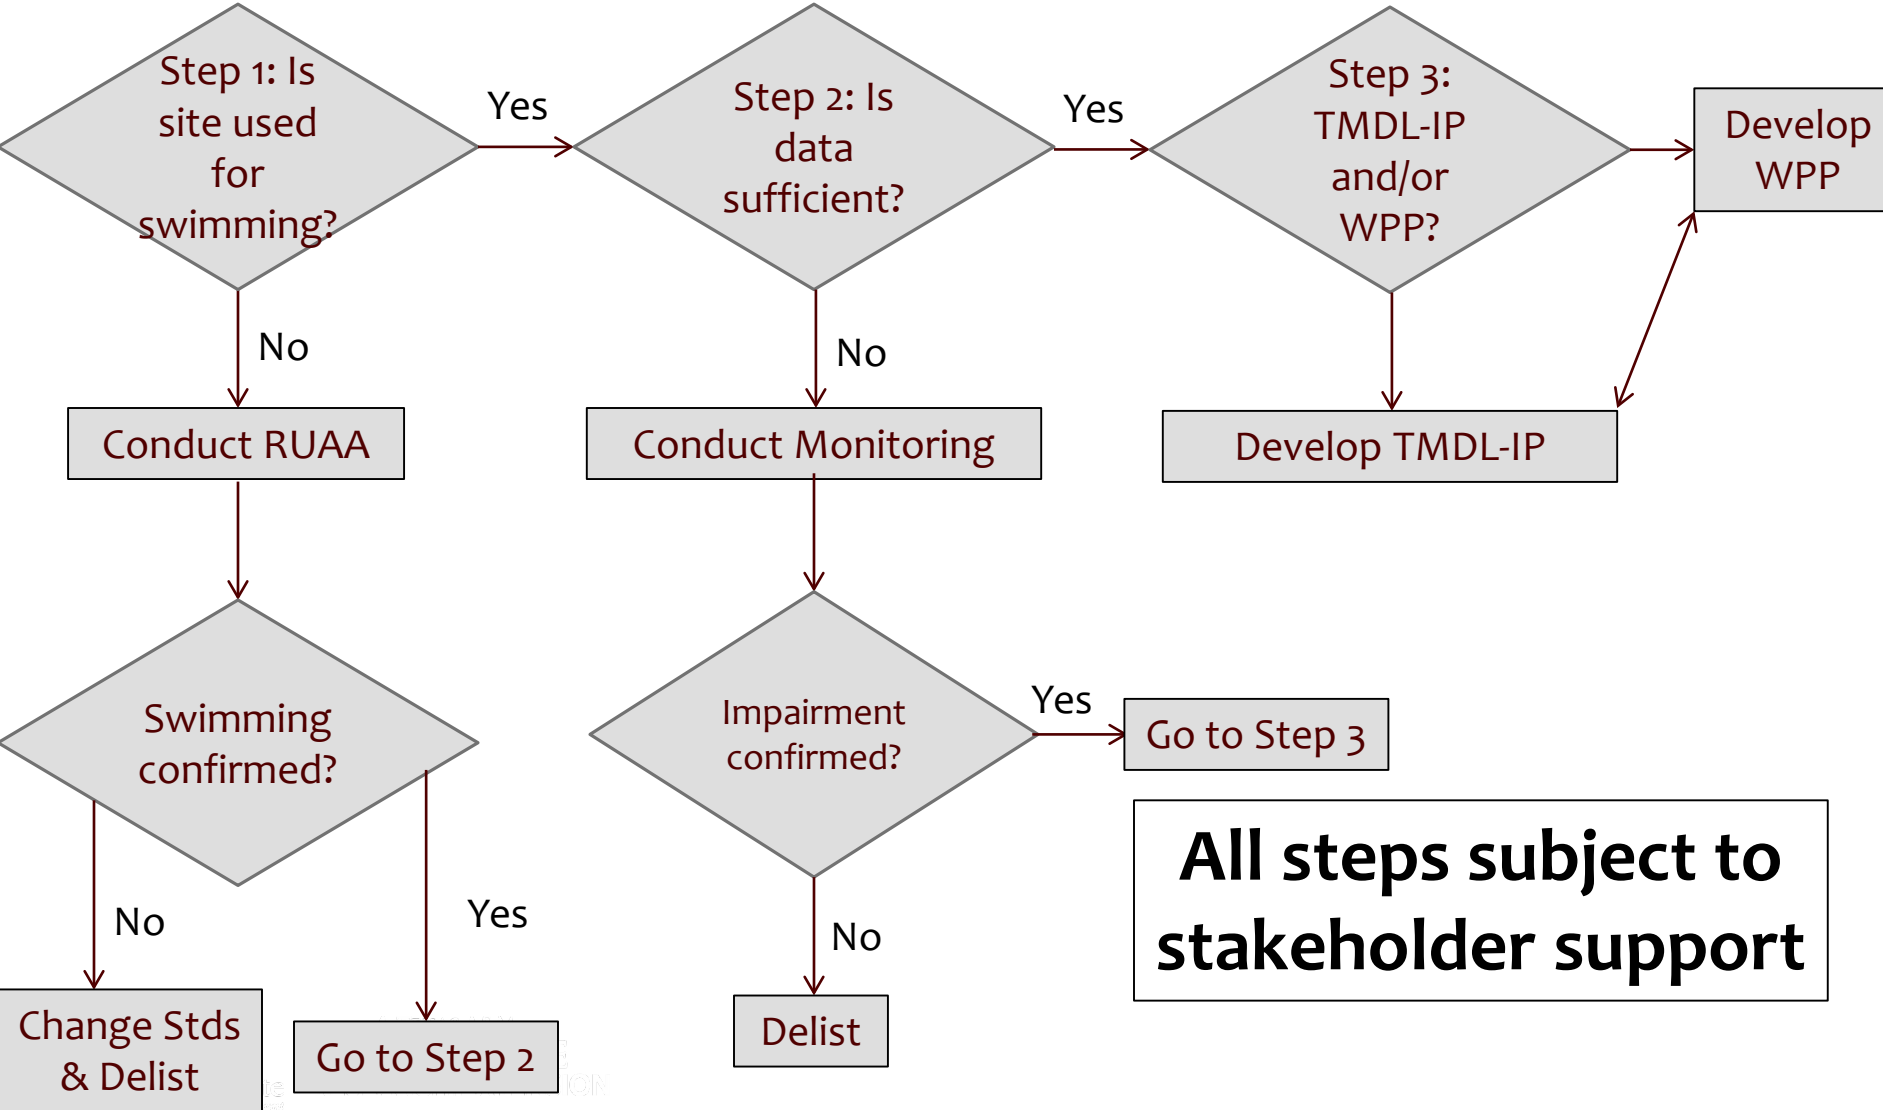 Step 1: Is
site used
for
swimming?
Yes
Step 2: Is
data
sufficient?
Yes
Step 3:
TMDL-IP
and/or
WPP?
Develop
WPP
No
No
Conduct RUAA
Conduct Monitoring
Develop TMDL-IP
Swimming
confirmed?
Impairment
confirmed?
Yes
Go to Step 3
All steps subject to
stakeholder support
No
Yes
No
Change Stds
& Delist
Go to Step 2
Delist